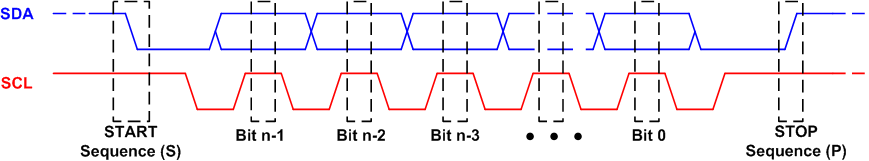 SDA
SCL
START
Sequence (S)
Bit n-1
Bit n-2
Bit n-3
• • •
Bit 0
STOP
Sequence (P)